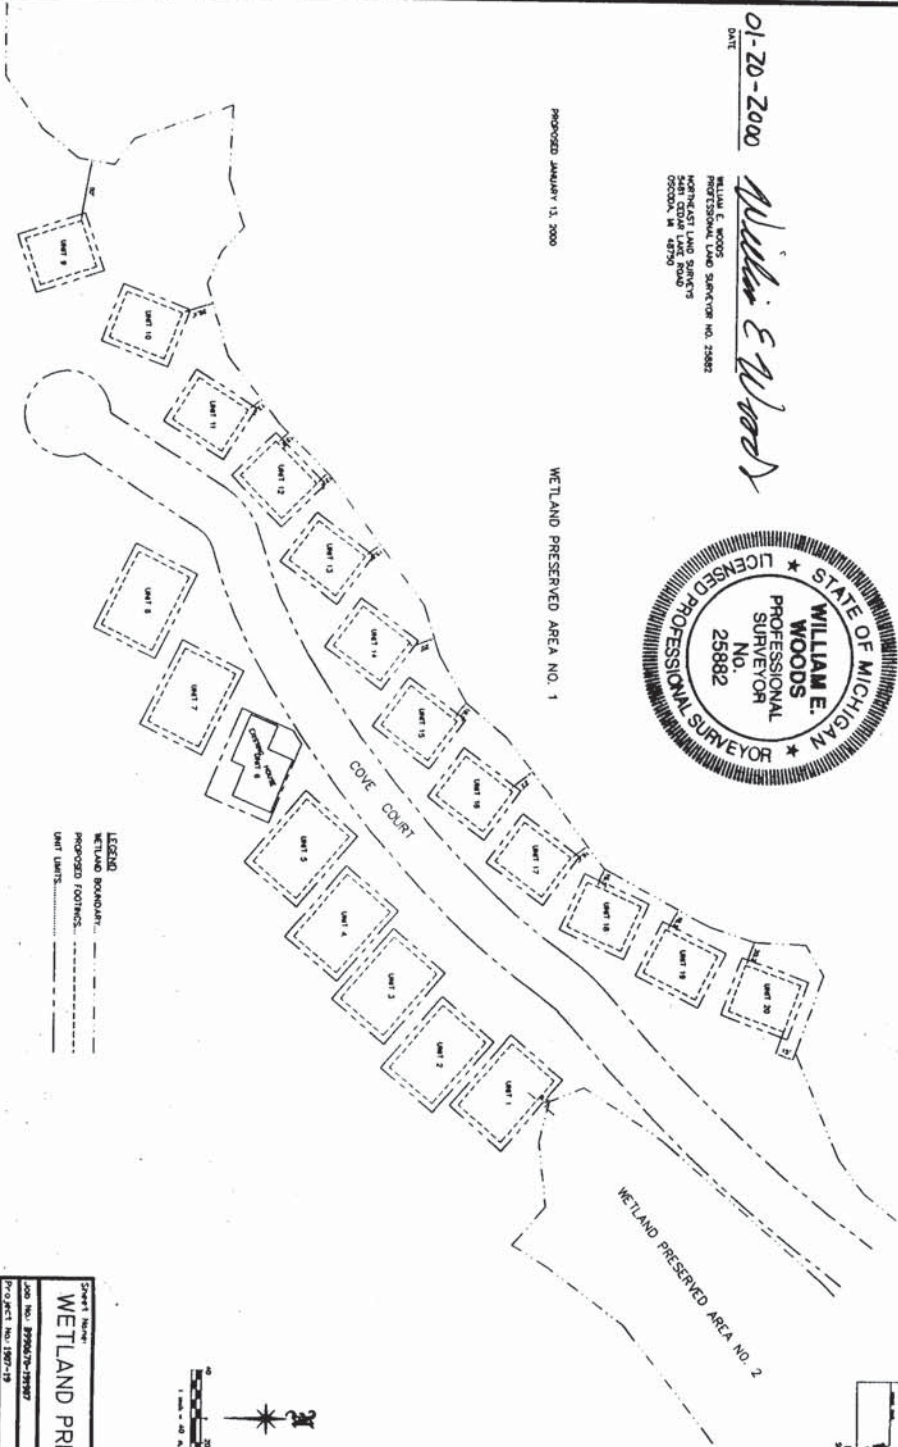 01-20-2000
DATE
William E Woods
WILLIAM E. WOODS
PROFESSIONAL LAND SURVEYOR NO. 25882
NORTHEAST LAND SURVEYS
5481 CEDAR LAKE ROAD
OSCODA, MI 48750
STATE OF MICHIGAN
WILLIAM E.
WOODS
PROFESSIONAL
SURVEYOR
No.
25882
LICENSED PROFESSIONAL SURVEYOR
PROPOSED JANUARY 13, 2000
WETLAND PRESERVED AREA NO. 1
WETLAND PRESERVED AREA NO. 2
COVE COURT
UNIT 9
UNIT 10
UNIT 11
UNIT 12
UNIT 13
UNIT 14
UNIT 15
UNIT 16
UNIT 17
UNIT 18
UNIT 19
UNIT 20
UNIT 8
UNIT 7
UNIT 6
UNIT 5
UNIT 4
UNIT 3
UNIT 2
UNIT 1
LEGEND
WETLAND BOUNDARY
PROPOSED FOOTINGS
UNIT LIMITS
Sheet Name:
WETLAND PRE
Project No.: 1987-19